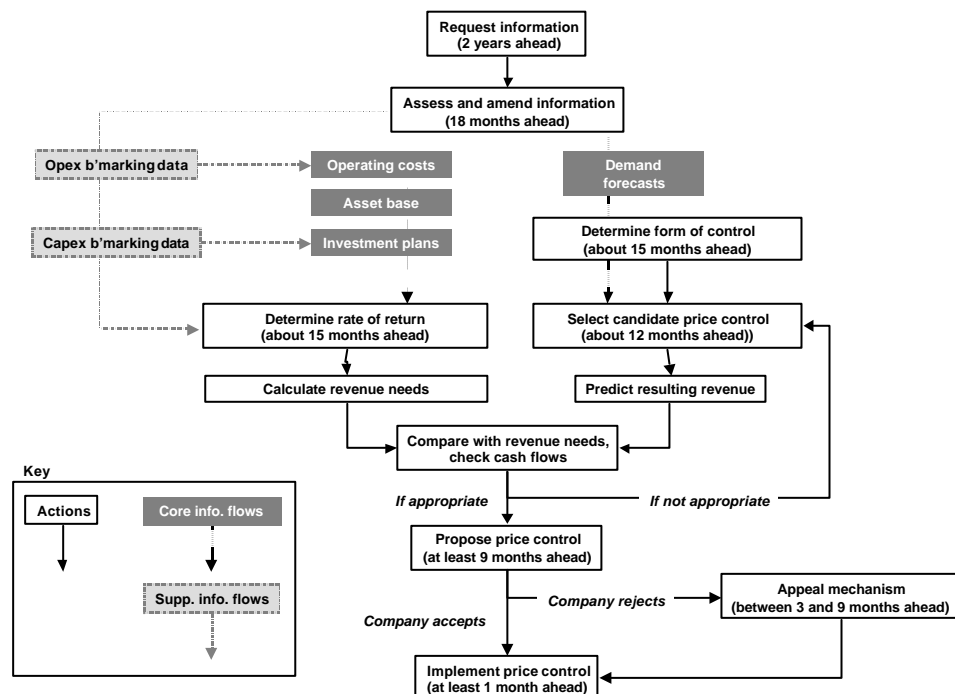 Request information
(2 years ahead)
Assess and amend information
(18 months ahead)
Opex b'marking data
Operating costs
Demand
forecasts
Asset base
Capex b'marking data
Investment plans
Determine form of control
(about 15 months ahead)
Determine rate of return
(about 15 months ahead)
Select candidate price control
(about 12 months ahead))
Calculate revenue needs
Predict resulting revenue
Compare with revenue needs,
check cash flows
Key
If appropriate
If not appropriate
Actions
Core info. flows
Propose price control
(at least 9 months ahead)
Supp. info. flows
Company rejects
Appeal mechanism
(between 3 and 9 months ahead)
Company accepts
Implement price control
(at least 1 month ahead)